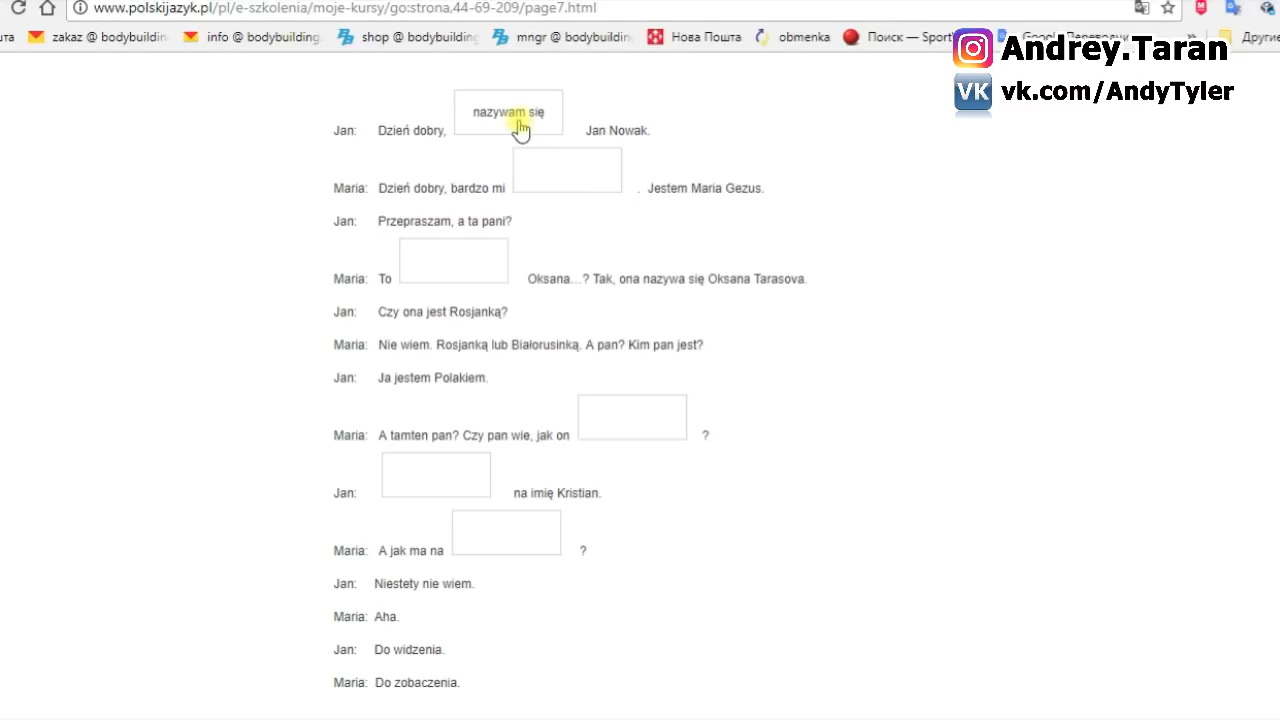 www.polskijazyk.pl/pl/e-szkolenia/moje-kursy/go:strona,44-69-209/page7.html
шта zakaz @ bodybuilding info @ bodybuilding shop @ bodybuilding mngr @ bodybuilding Нова Пошта obmenka Поиск — Sport Google Переводчи » Другие
Andrey.Taran
VK vk.com/AndyTyler
Jan: Dzień dobry, nazywam się Jan Nowak.
Maria: Dzień dobry, bardzo mi . Jestem Maria Gezus.
Jan: Przepraszam, a ta pani?
Maria: To Oksana...? Tak, ona nazywa się Oksana Tarasova.
Jan: Czy ona jest Rosjanką?
Maria: Nie wiem. Rosjanką lub Białorusinką. A pan? Kim pan jest?
Jan: Ja jestem Polakiem.
Maria: A tamten pan? Czy pan wie, jak on ?
Jan: na imię Kristian.
Maria: A jak ma na ?
Jan: Niestety nie wiem.
Maria: Aha.
Jan: Do widzenia.
Maria: Do zobaczenia.